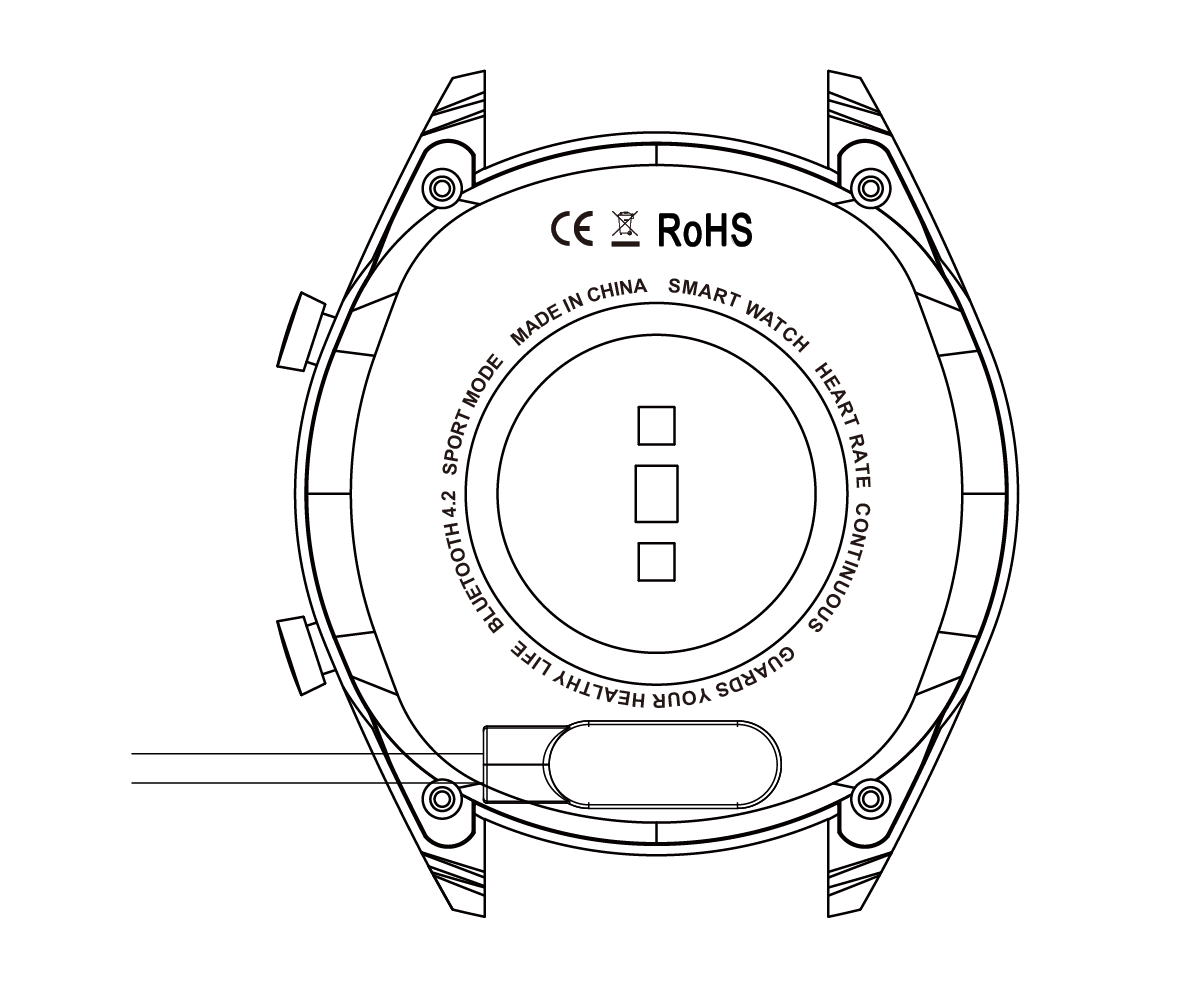 CE RoHS
SMART WATCH
HEART RATE
CONTINUOUS
GUARDS YOUR HEALTHY LIFE
BLUETOOTH 4.2
SPORT MODE
MADE IN CHINA